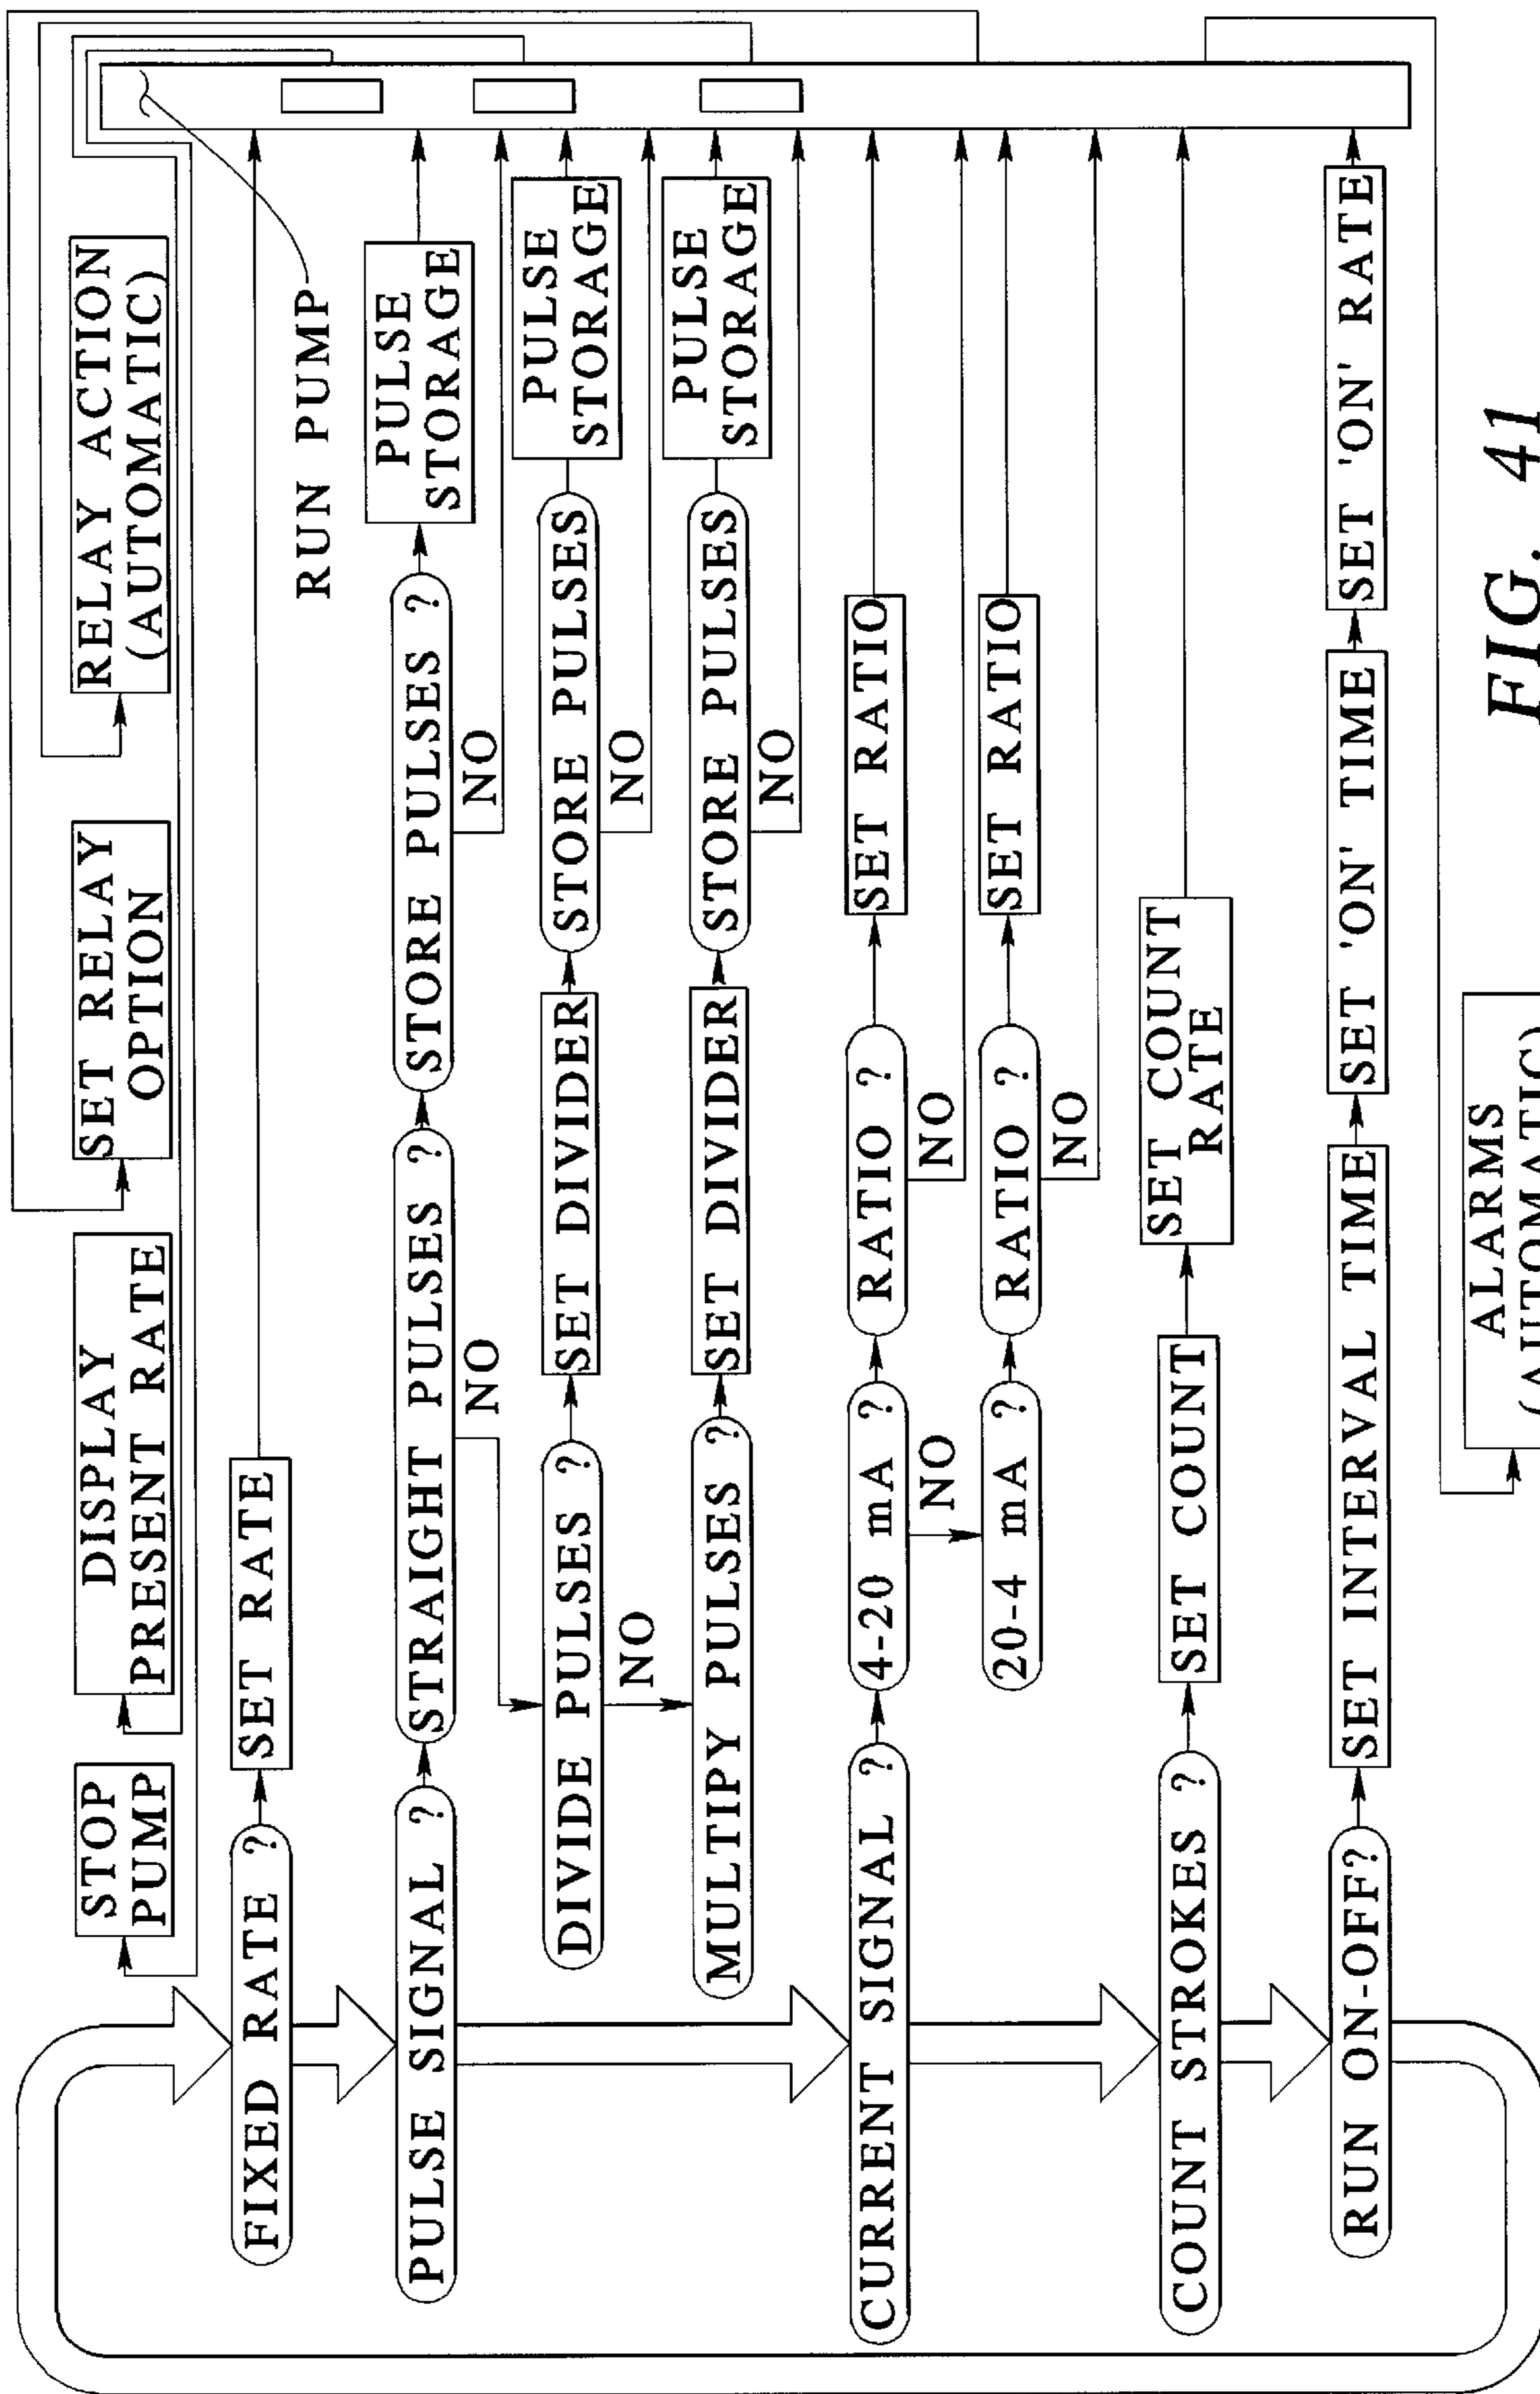 STOP
PUMP
DISPLAY
PRESENT RATE
SET RELAY
OPTION
RELAY ACTION
(AUTOMATIC)
FIXED RATE ?
SET RATE
RUN PUMP
PULSE SIGNAL ?
STRAIGHT PULSES ?
STORE PULSES ?
PULSE
STORAGE
NO
NO
DIVIDE PULSES ?
SET DIVIDER
STORE PULSES
PULSE
STORAGE
NO
NO
MULTIPY PULSES ?
SET DIVIDER
STORE PULSES
PULSE
STORAGE
NO
CURRENT SIGNAL ?
4-20 mA ?
RATIO ?
SET RATIO
NO
NO
20-4 mA ?
RATIO ?
SET RATIO
NO
COUNT STROKES ?
SET COUNT
SET COUNT
RATE
RUN ON-OFF?
SET INTERVAL TIME
SET 'ON' TIME
SET 'ON' RATE
ALARMS
(AUTOMATIC)
FIG. 41